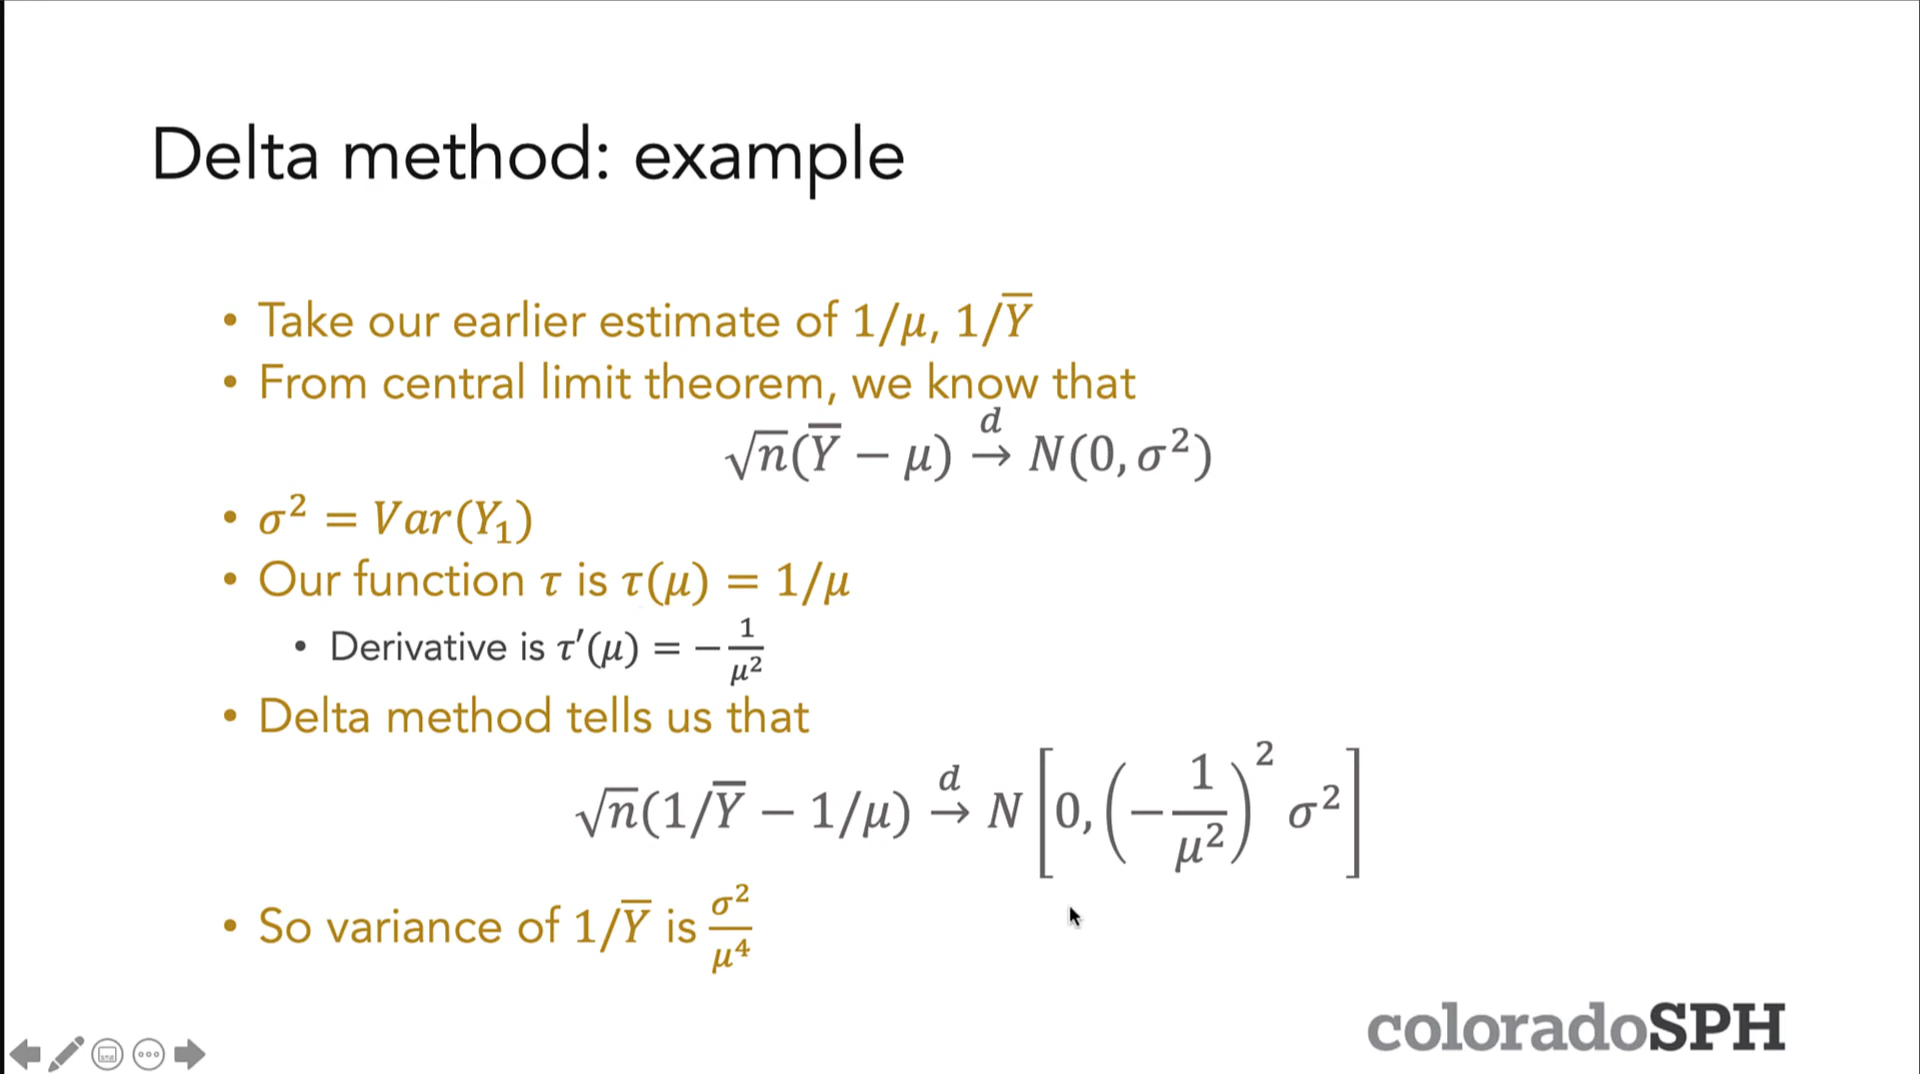 Delta method: example
• Take our earlier estimate of 1/μ, 1/Y̅
• From central limit theorem, we know that
√n(Y̅ − μ) →ᵈ N(0, σ²)
• σ² = Var(Y₁)
• Our function τ is τ(μ) = 1/μ
• Derivative is τ′(μ) = −1/μ²
• Delta method tells us that
√n(1/Y̅ − 1/μ) →ᵈ N[0, (−1/μ²)² σ²]
• So variance of 1/Y̅ is σ²/μ⁴
coloradoSPH